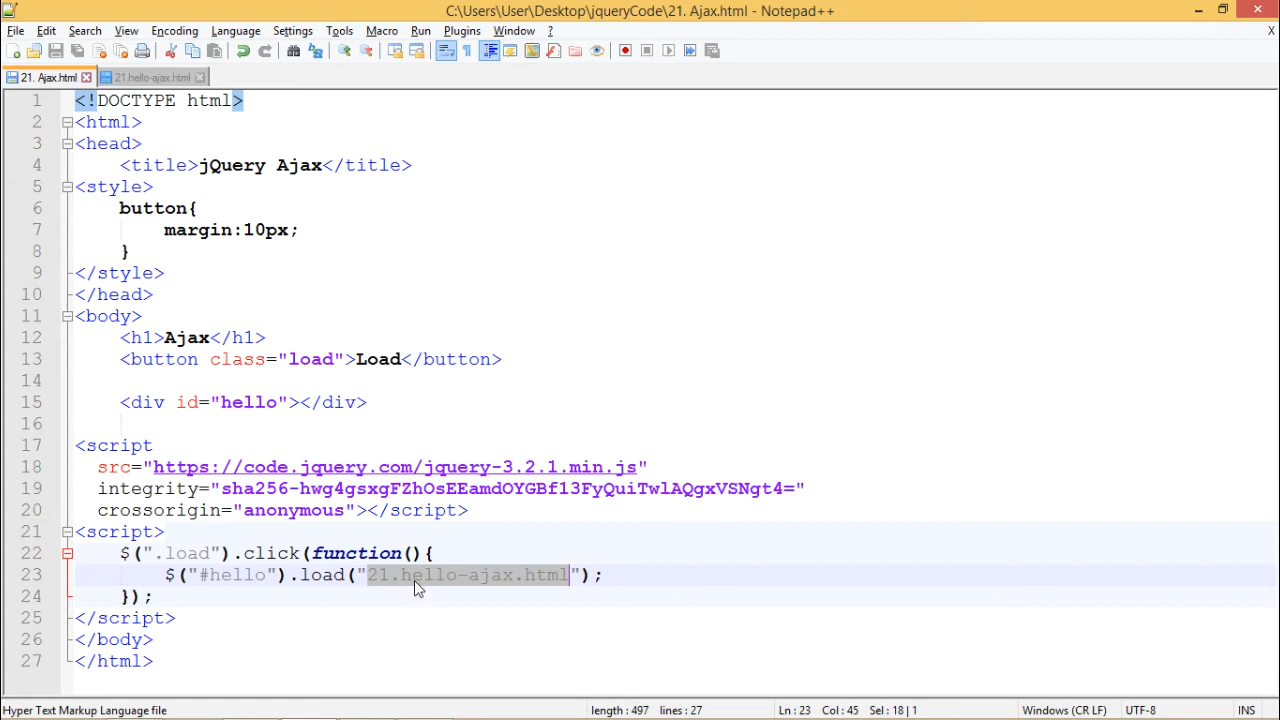 C:\Users\User\Desktop\jqueryCode\21. Ajax.html - Notepad++
File Edit Search View Encoding Language Settings Tools Macro Run Plugins Window ? X
21. Ajax.html 21.hello-ajax.html
1 <!DOCTYPE html>
2 <html>
3 <head>
4 <title>jQuery Ajax</title>
5 <style>
6 button{
7 margin:10px;
8 }
9 </style>
10 </head>
11 <body>
12 <h1>Ajax</h1>
13 <button class="load">Load</button>
14
15 <div id="hello"></div>
16
17 <script
18 src="https://code.jquery.com/jquery-3.2.1.min.js"
19 integrity="sha256-hwg4gsxgFZhOsEEamdOYGBf13FyQuiTwlAQgxVSNgt4="
20 crossorigin="anonymous"></script>
21 <script>
22 $(".load").click(function(){
23 $("#hello").load("21.hello-ajax.html");
24 });
25 </script>
26 </body>
27 </html>
Hyper Text Markup Language file length : 497 lines : 27 Ln : 23 Col : 45 Sel : 18 | 1 Windows (CR LF) UTF-8 INS